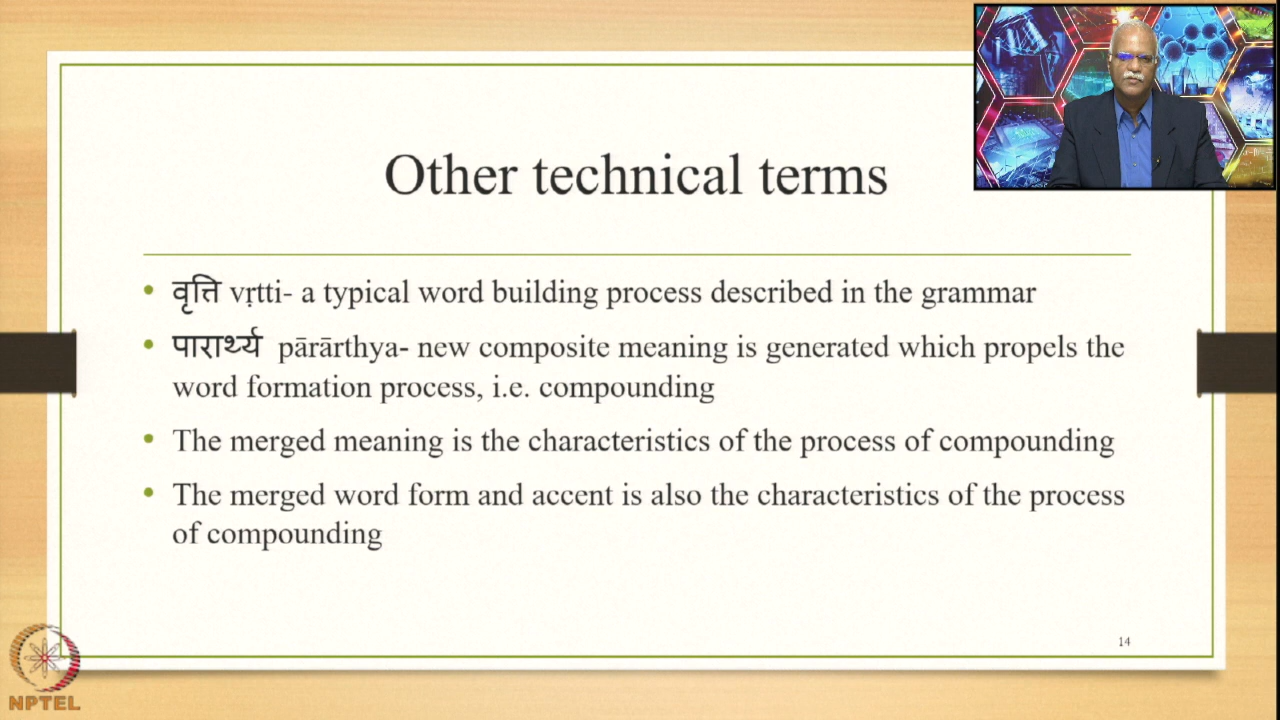 Other technical terms
• वृत्ति vṛtti- a typical word building process described in the grammar
• पारार्थ्य pārārthya- new composite meaning is generated which propels the
word formation process, i.e. compounding
• The merged meaning is the characteristics of the process of compounding
• The merged word form and accent is also the characteristics of the process
of compounding
14
NPTEL